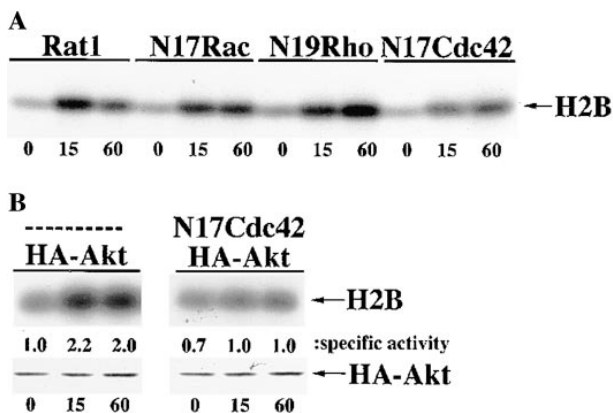 A
Rat1 N17Rac N19Rho N17Cdc42
H2B
0 15 60 0 15 60 0 15 60 0 15 60
B
N17Cdc42
HA-Akt HA-Akt
H2B
1.0 2.2 2.0 0.7 1.0 1.0 :specific activity
HA-Akt
0 15 60 0 15 60